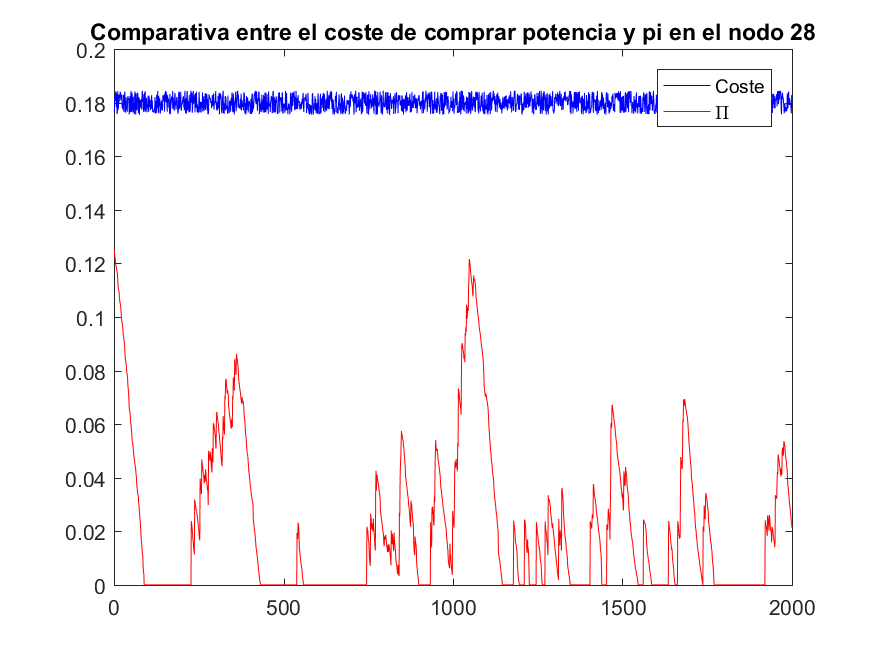 Comparativa entre el coste de comprar potencia y pi en el nodo 28
0.2
0.18
0.16
0.14
0.12
0.1
0.08
0.06
0.04
0.02
0
Coste
Π
0 500 1000 1500 2000